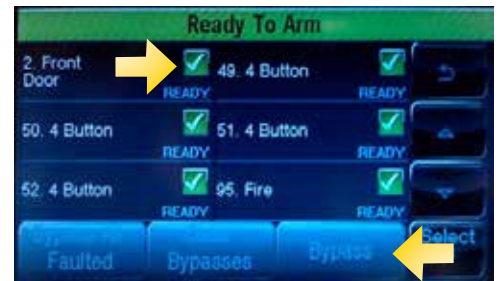 Ready To Arm
2. Front
Door
READY
49. 4 Button
READY
50. 4 Button
READY
51. 4 Button
READY
52. 4 Button
READY
95. Fire
READY
Faulted
Bypasses
Bypass
Select